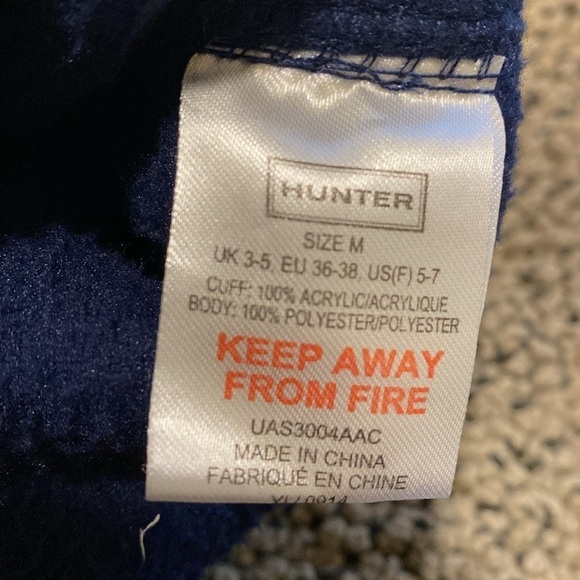 HUNTER
SIZE M
UK 3-5, EU 36-38, US(F) 5-7
CUFF: 100% ACRYLIC/ACRYLIQUE
BODY: 100% POLYESTER/POLYESTER
KEEP AWAY
FROM FIRE
UAS3004AAC
MADE IN CHINA
FABRIQUÉ EN CHINE